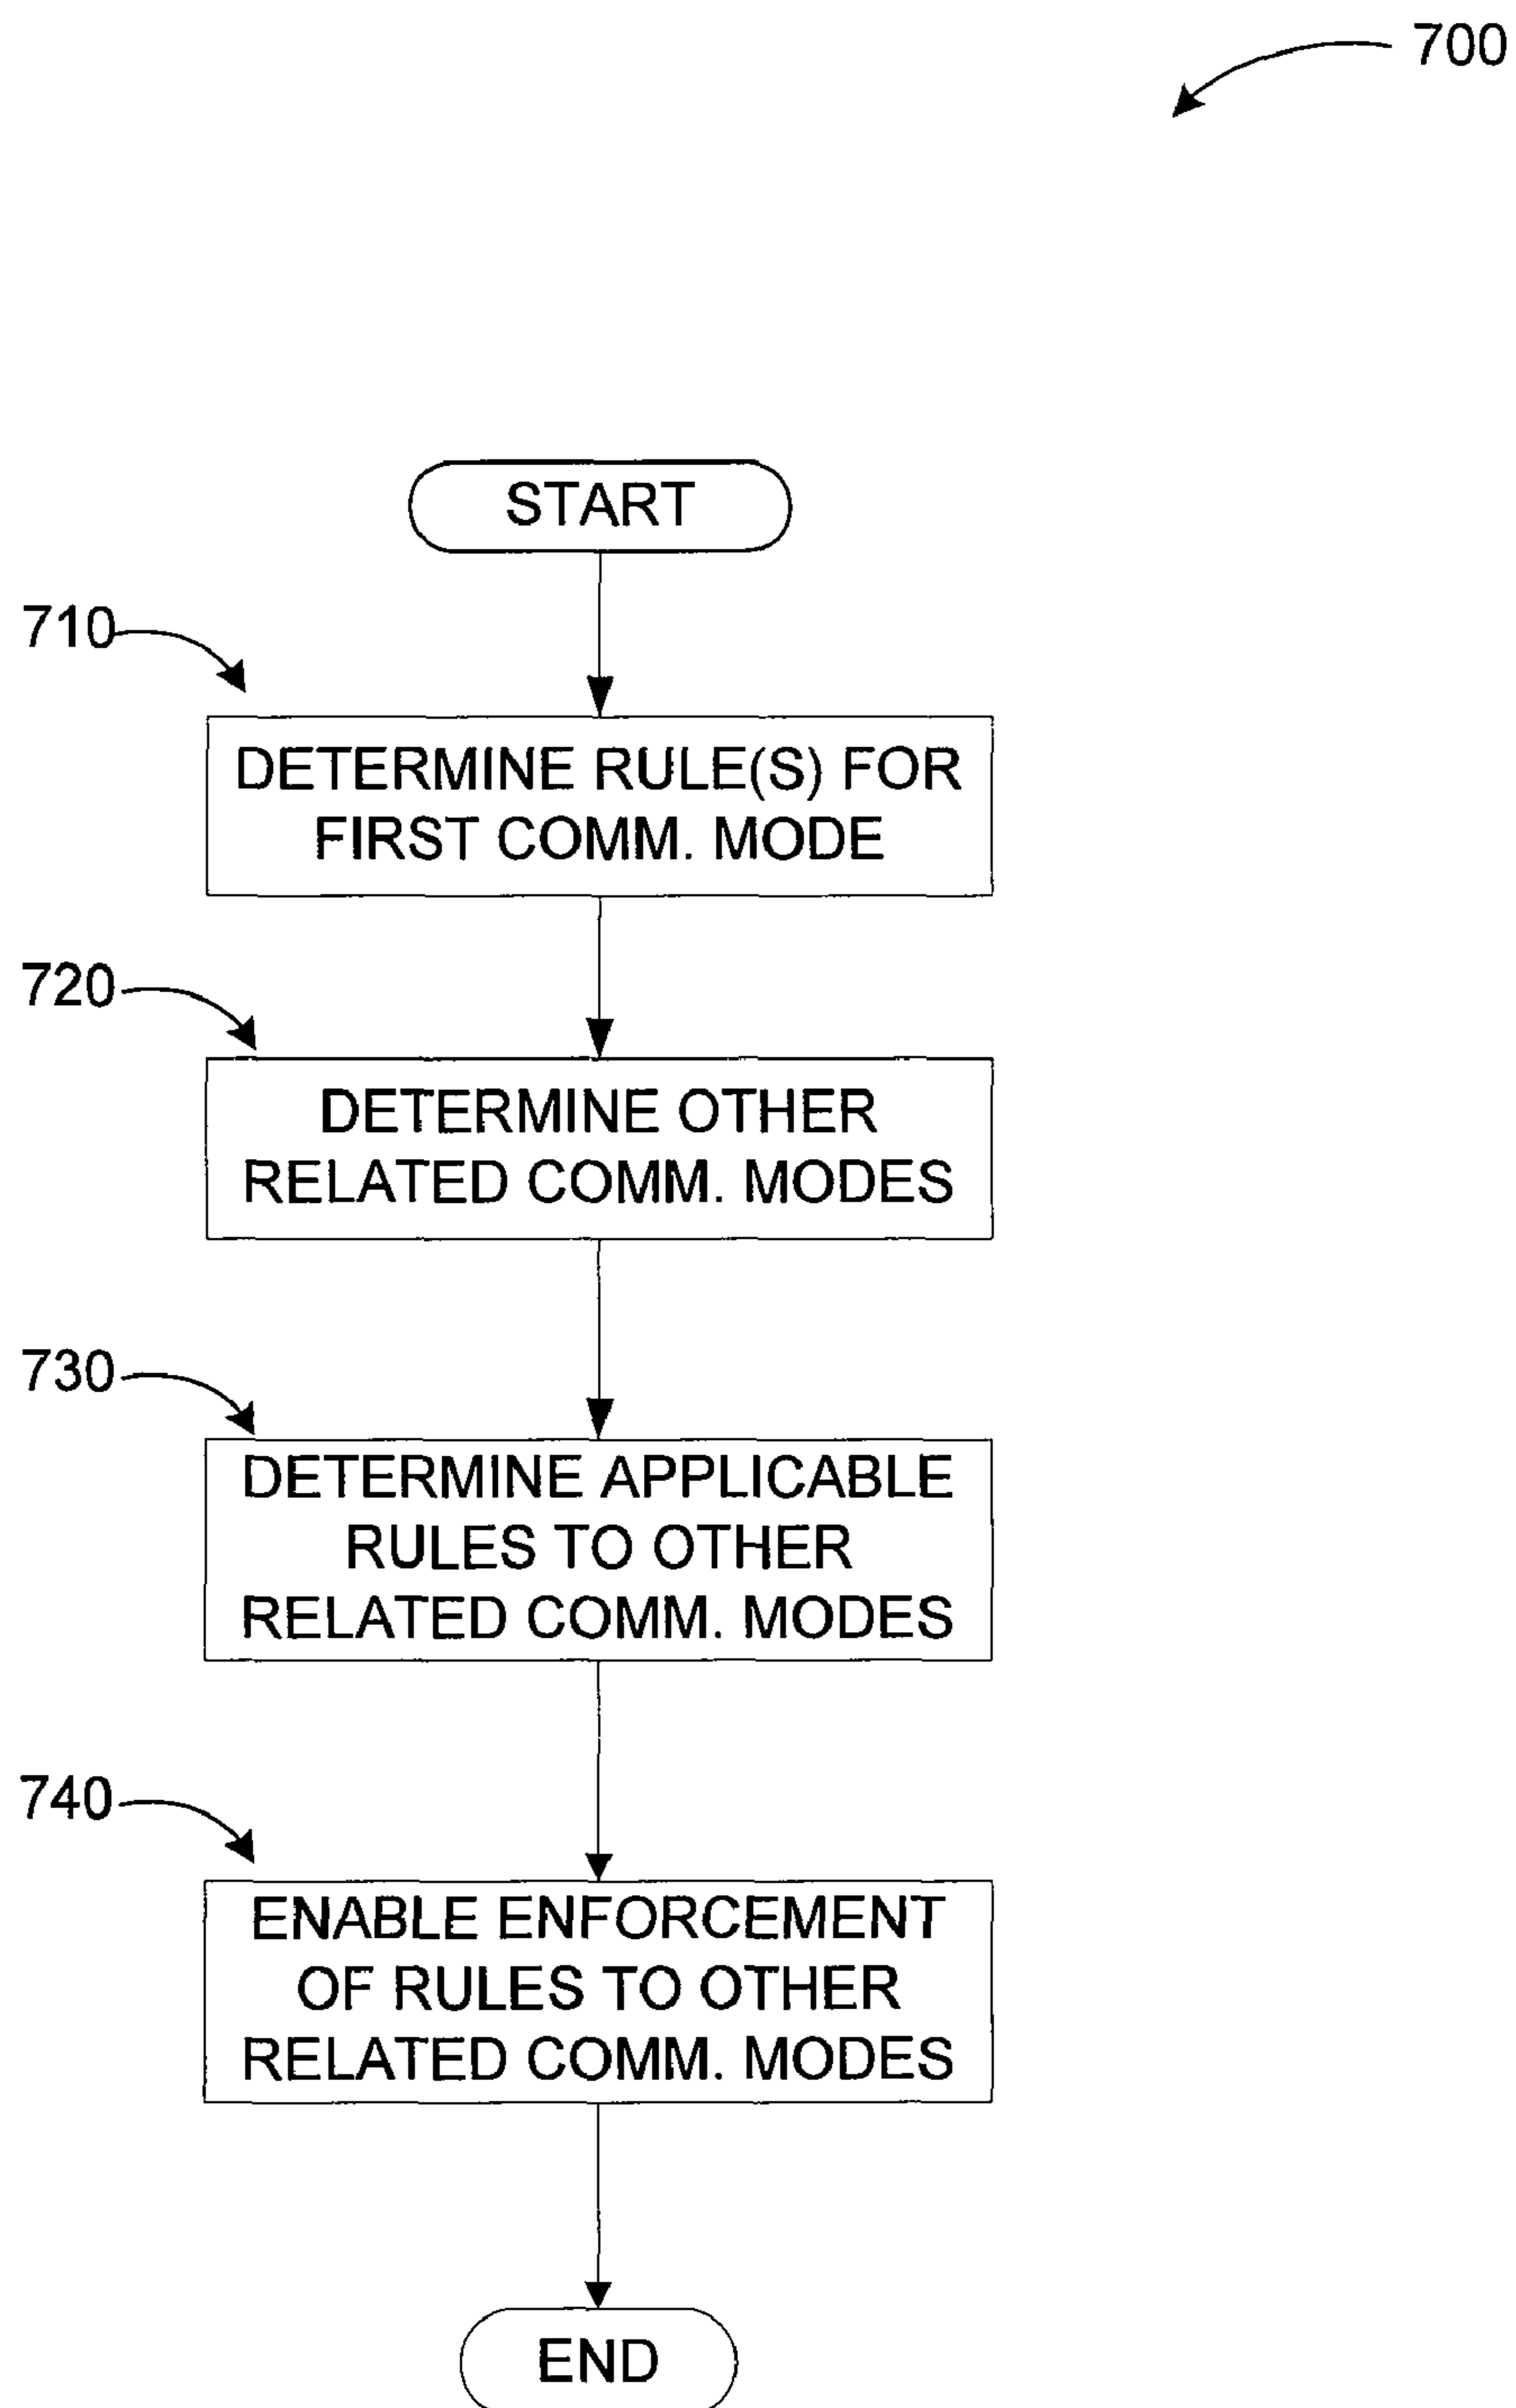 700
START
710
DETERMINE RULE(S) FOR
FIRST COMM. MODE
720
DETERMINE OTHER
RELATED COMM. MODES
730
DETERMINE APPLICABLE
RULES TO OTHER
RELATED COMM. MODES
740
ENABLE ENFORCEMENT
OF RULES TO OTHER
RELATED COMM. MODES
END